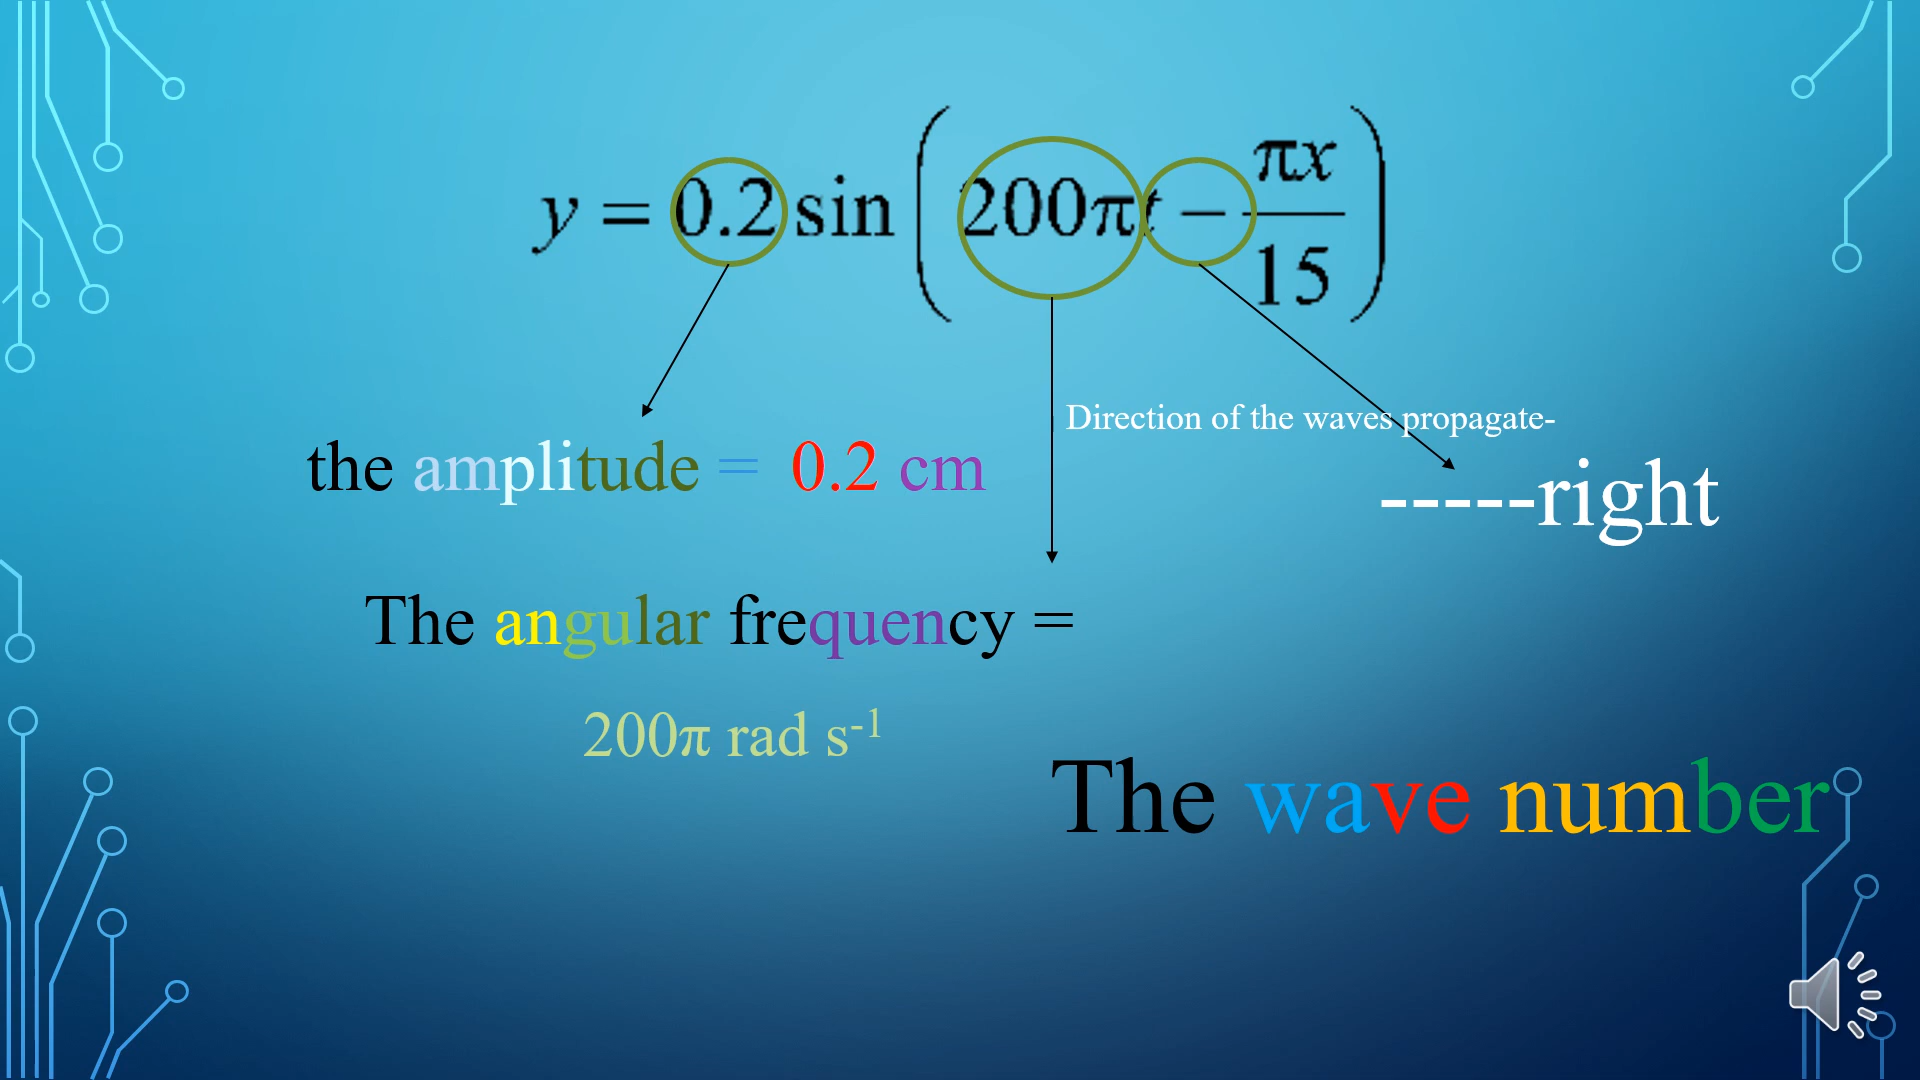 y = 0.2 sin ( 200πt − πx/15 )
Direction of the waves propagate-
the amplitude = 0.2 cm
-----right
The angular frequency =
200π rad s⁻¹
The wave number